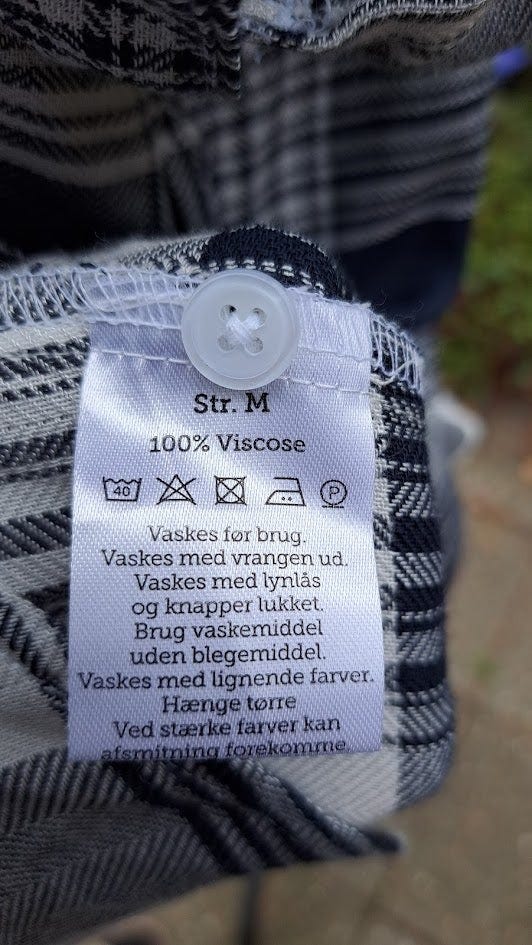 Str. M
100% Viscose
40 P
Vaskes før brug.
Vaskes med vrangen ud.
Vaskes med lynlås
og knapper lukket.
Brug vaskemiddel
uden blegemiddel.
Vaskes med lignende farver.
Hænge tørre
Ved stærke farver kan
afsmitning forekomme.